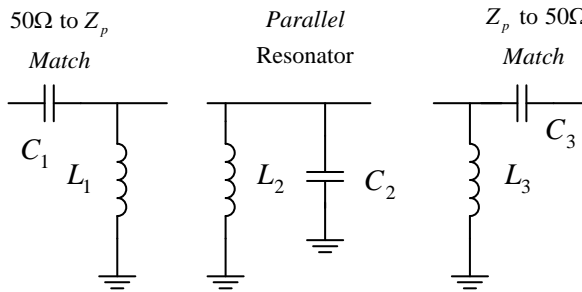 50Ω to Z_p
Match
Parallel
Resonator
Z_p to 50Ω
Match
C_1
L_1
L_2
C_2
L_3
C_3